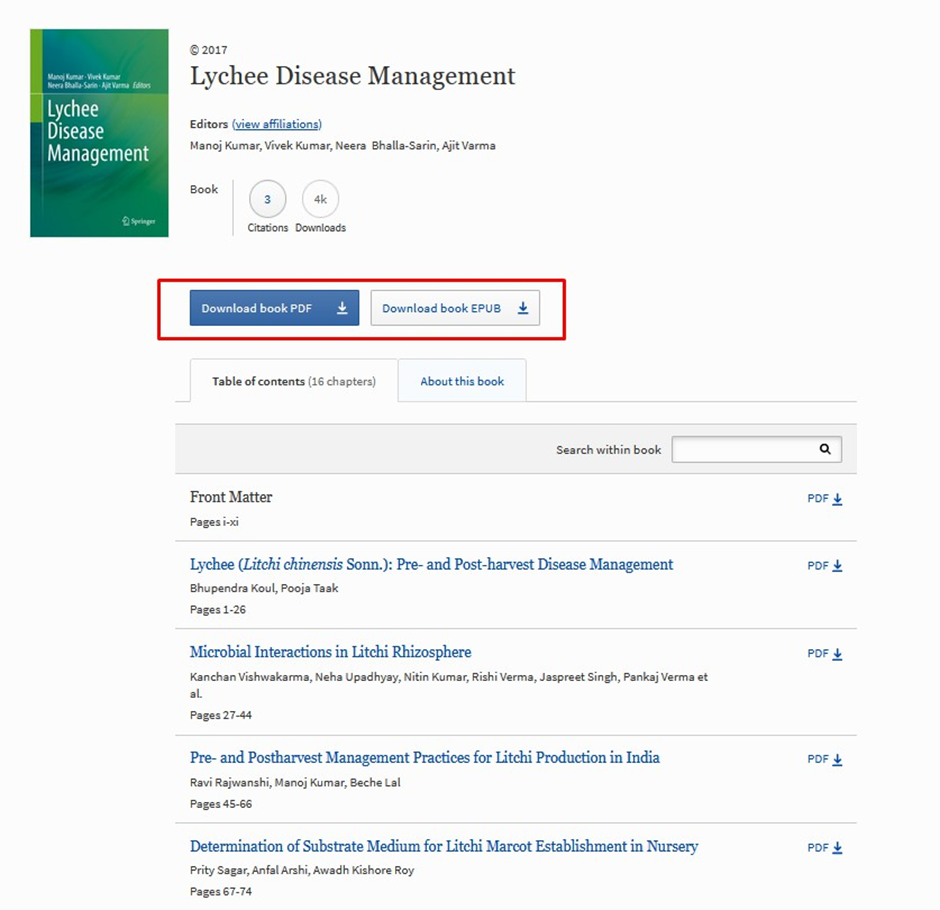 Manoj Kumar · Vivek Kumar
Neera Bhalla-Sarin · Ajit Varma Editors
Lychee
Disease
Management
Springer
© 2017
Lychee Disease Management
Editors (view affiliations)
Manoj Kumar, Vivek Kumar, Neera Bhalla-Sarin, Ajit Varma
Book
3 4k
Citations Downloads
Download book PDF Download book EPUB
Table of contents (16 chapters) About this book
Search within book
Front Matter PDF
Pages i-xi
Lychee (Litchi chinensis Sonn.): Pre- and Post-harvest Disease Management PDF
Bhupendra Koul, Pooja Taak
Pages 1-26
Microbial Interactions in Litchi Rhizosphere PDF
Kanchan Vishwakarma, Neha Upadhyay, Nitin Kumar, Rishi Verma, Jaspreet Singh, Pankaj Verma et
al.
Pages 27-44
Pre- and Postharvest Management Practices for Litchi Production in India PDF
Ravi Rajwanshi, Manoj Kumar, Beche Lal
Pages 45-66
Determination of Substrate Medium for Litchi Marcot Establishment in Nursery PDF
Prity Sagar, Anfal Arshi, Awadh Kishore Roy
Pages 67-74